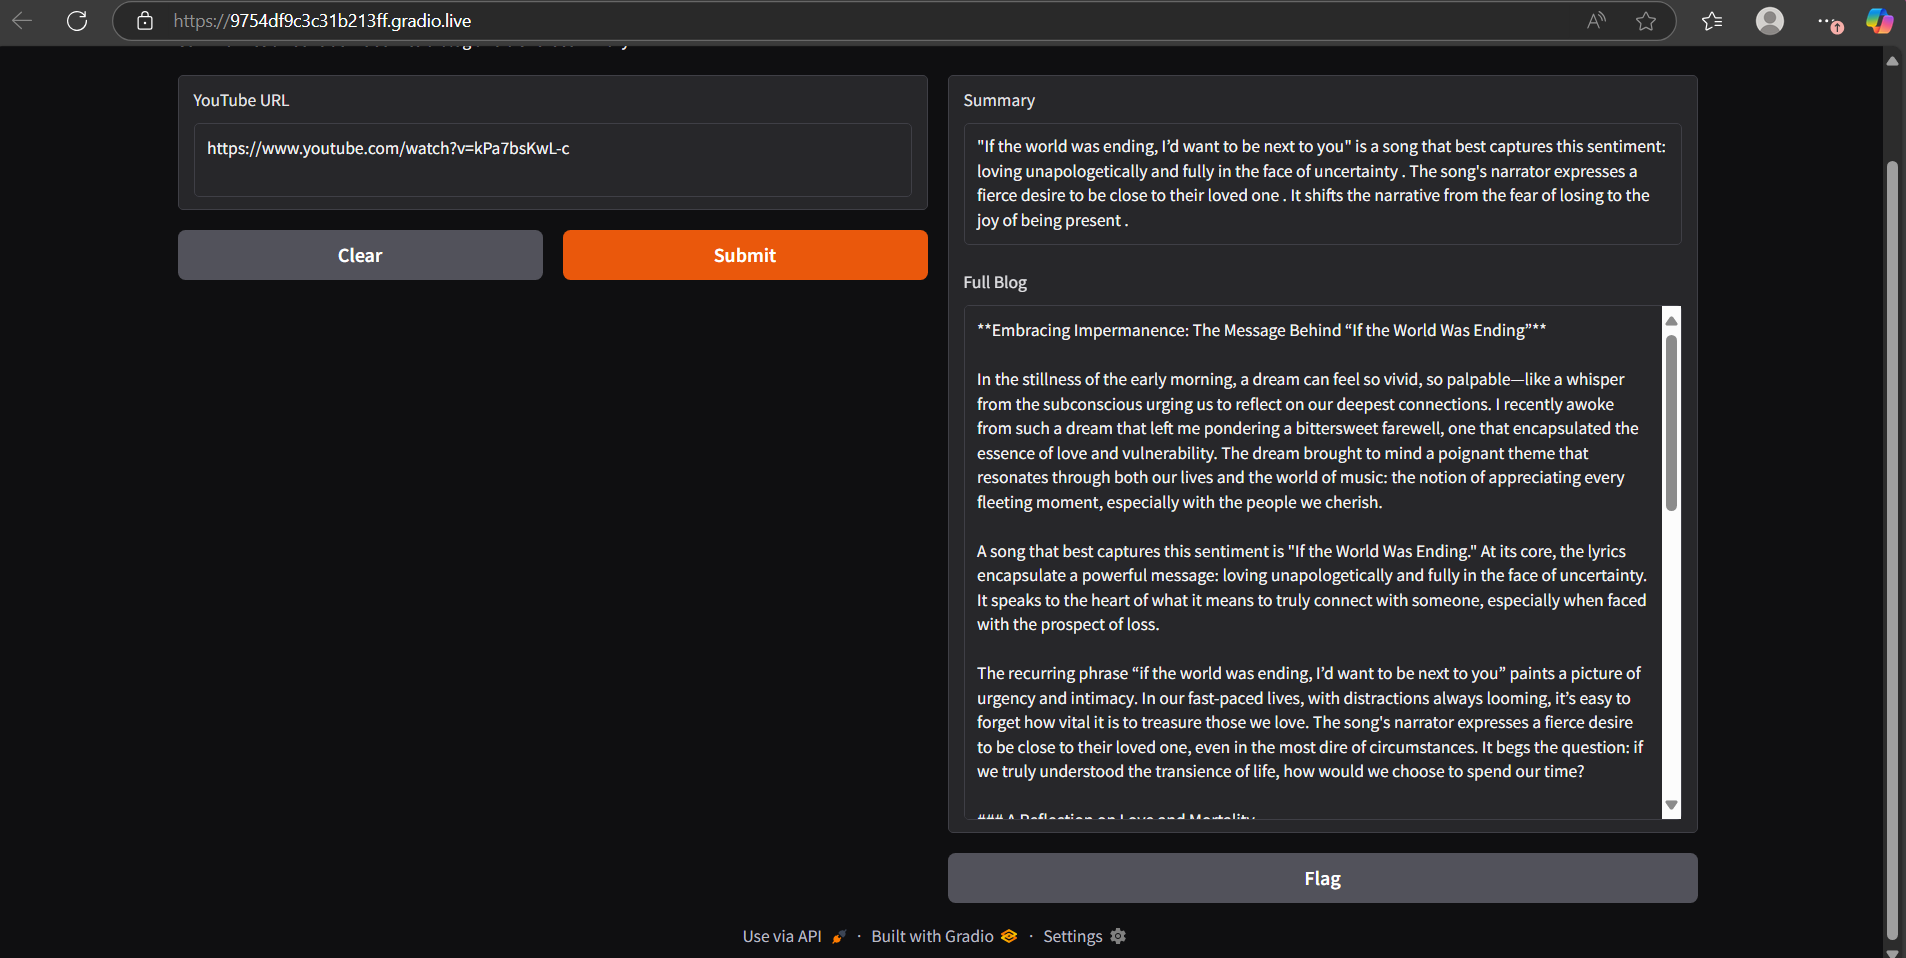 https://9754df9c3c31b213ff.gradio.live
YouTube URL
https://www.youtube.com/watch?v=kPa7bsKwL-c
Clear
Submit
Summary
"If the world was ending, I’d want to be next to you" is a song that best captures this sentiment:
loving unapologetically and fully in the face of uncertainty . The song's narrator expresses a
fierce desire to be close to their loved one . It shifts the narrative from the fear of losing to the
joy of being present .
Full Blog
**Embracing Impermanence: The Message Behind “If the World Was Ending”**
In the stillness of the early morning, a dream can feel so vivid, so palpable—like a whisper
from the subconscious urging us to reflect on our deepest connections. I recently awoke
from such a dream that left me pondering a bittersweet farewell, one that encapsulated the
essence of love and vulnerability. The dream brought to mind a poignant theme that
resonates through both our lives and the world of music: the notion of appreciating every
fleeting moment, especially with the people we cherish.
A song that best captures this sentiment is "If the World Was Ending." At its core, the lyrics
encapsulate a powerful message: loving unapologetically and fully in the face of uncertainty.
It speaks to the heart of what it means to truly connect with someone, especially when faced
with the prospect of loss.
The recurring phrase “if the world was ending, I’d want to be next to you” paints a picture of
urgency and intimacy. In our fast-paced lives, with distractions always looming, it’s easy to
forget how vital it is to treasure those we love. The song's narrator expresses a fierce desire
to be close to their loved one, even in the most dire of circumstances. It begs the question: if
we truly understood the transience of life, how would we choose to spend our time?
### A Reflection on Love and Mortality
Flag
Use via API · Built with Gradio · Settings